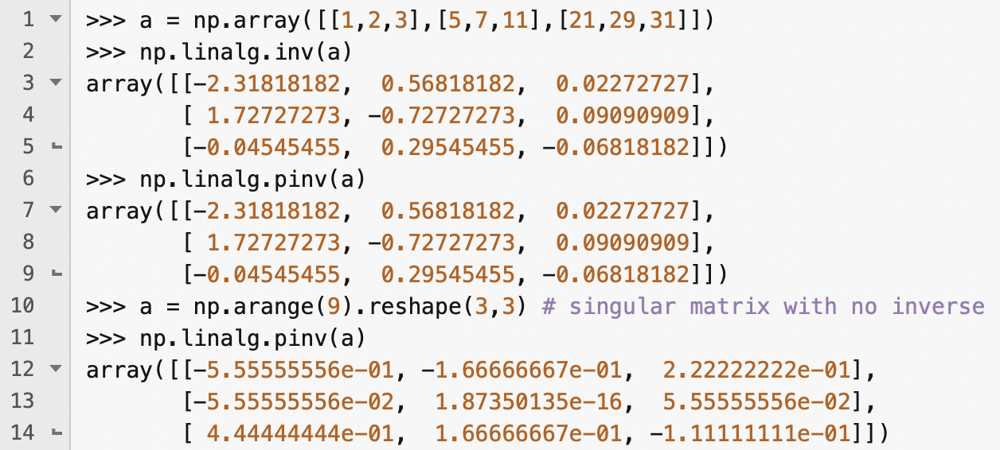 1 >>> a = np.array([[1,2,3],[5,7,11],[21,29,31]])
2 >>> np.linalg.inv(a)
3 array([[-2.31818182,  0.56818182,  0.02272727],
4        [ 1.72727273, -0.72727273,  0.09090909],
5        [-0.04545455,  0.29545455, -0.06818182]])
6 >>> np.linalg.pinv(a)
7 array([[-2.31818182,  0.56818182,  0.02272727],
8        [ 1.72727273, -0.72727273,  0.09090909],
9        [-0.04545455,  0.29545455, -0.06818182]])
10 >>> a = np.arange(9).reshape(3,3) # singular matrix with no inverse
11 >>> np.linalg.pinv(a)
12 array([[-5.55555556e-01, -1.66666667e-01,  2.22222222e-01],
13        [-5.55555556e-02,  1.87350135e-16,  5.55555556e-02],
14        [ 4.44444444e-01,  1.66666667e-01, -1.11111111e-01]])